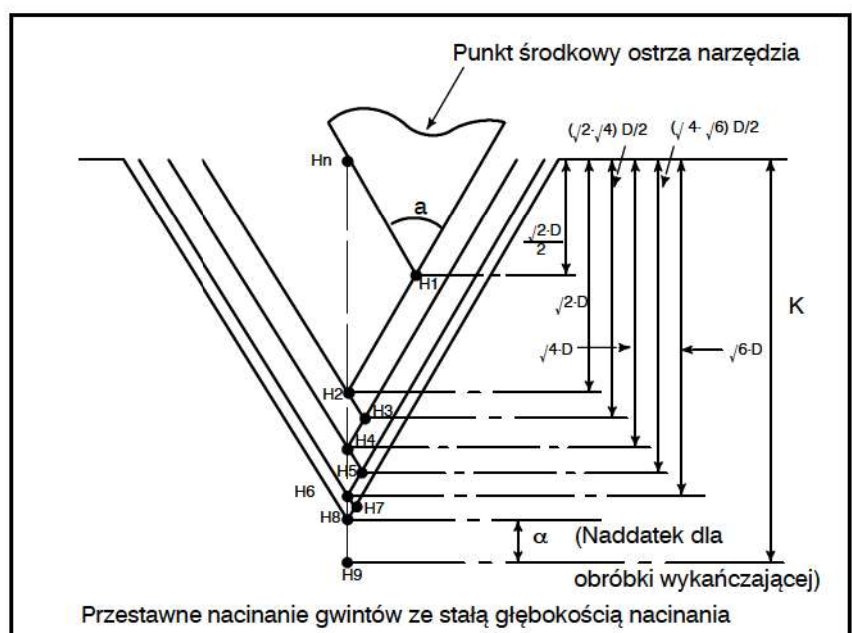 Punkt środkowy ostrza narzędzia
(√2-√4) D/2
(√ 4- √6) D/2
Hn
a
√2-D
2
H1
√2-D
K
√4-D
√6-D
H2
H3
H4
H5
H6
H7
H8
α (Naddatek dla
H9
obróbki wykańczającej)
Przestawne nacinanie gwintów ze stałą głębokością nacinania